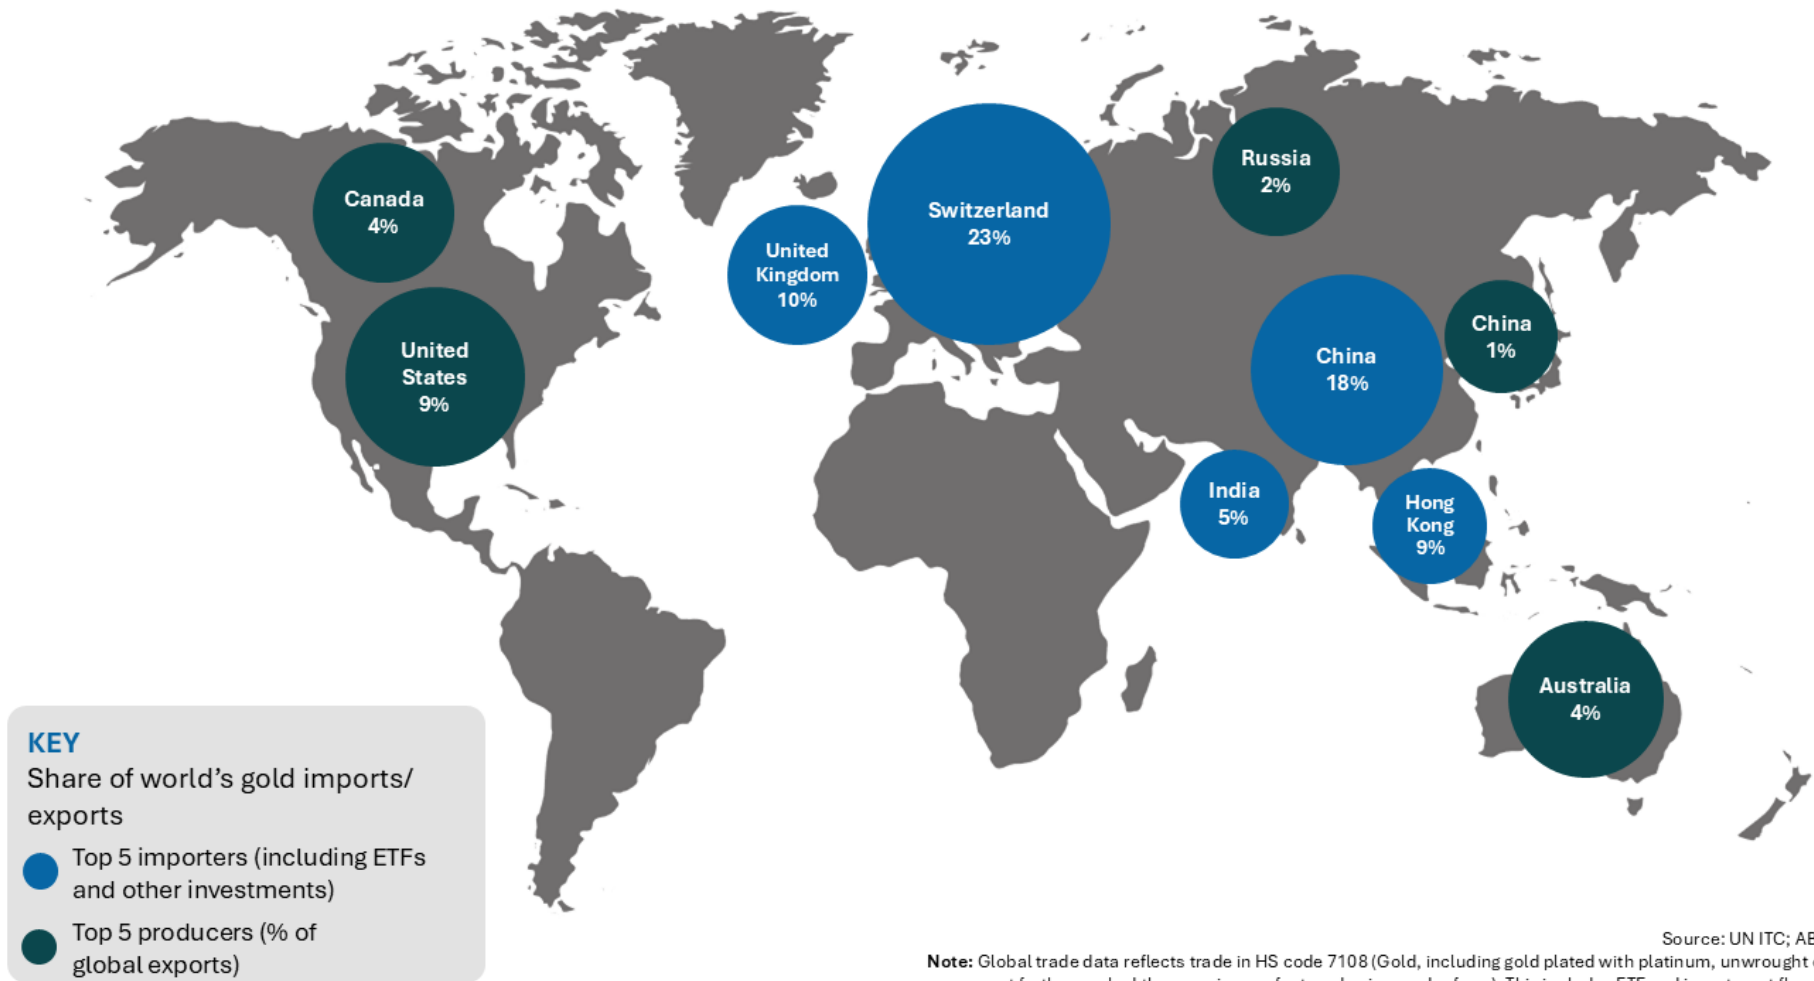 Canada
4%
United
States
9%
United
Kingdom
10%
Switzerland
23%
Russia
2%
China
18%
China
1%
India
5%
Hong
Kong
9%
Australia
4%
KEY
Share of world’s gold imports/
exports
Top 5 importers (including ETFs
and other investments)
Top 5 producers (% of
global exports)
Source: UN ITC;
Note: Global trade data reflects trade in HS code 7108 (Gold, including gold plated with platinum, unwrought